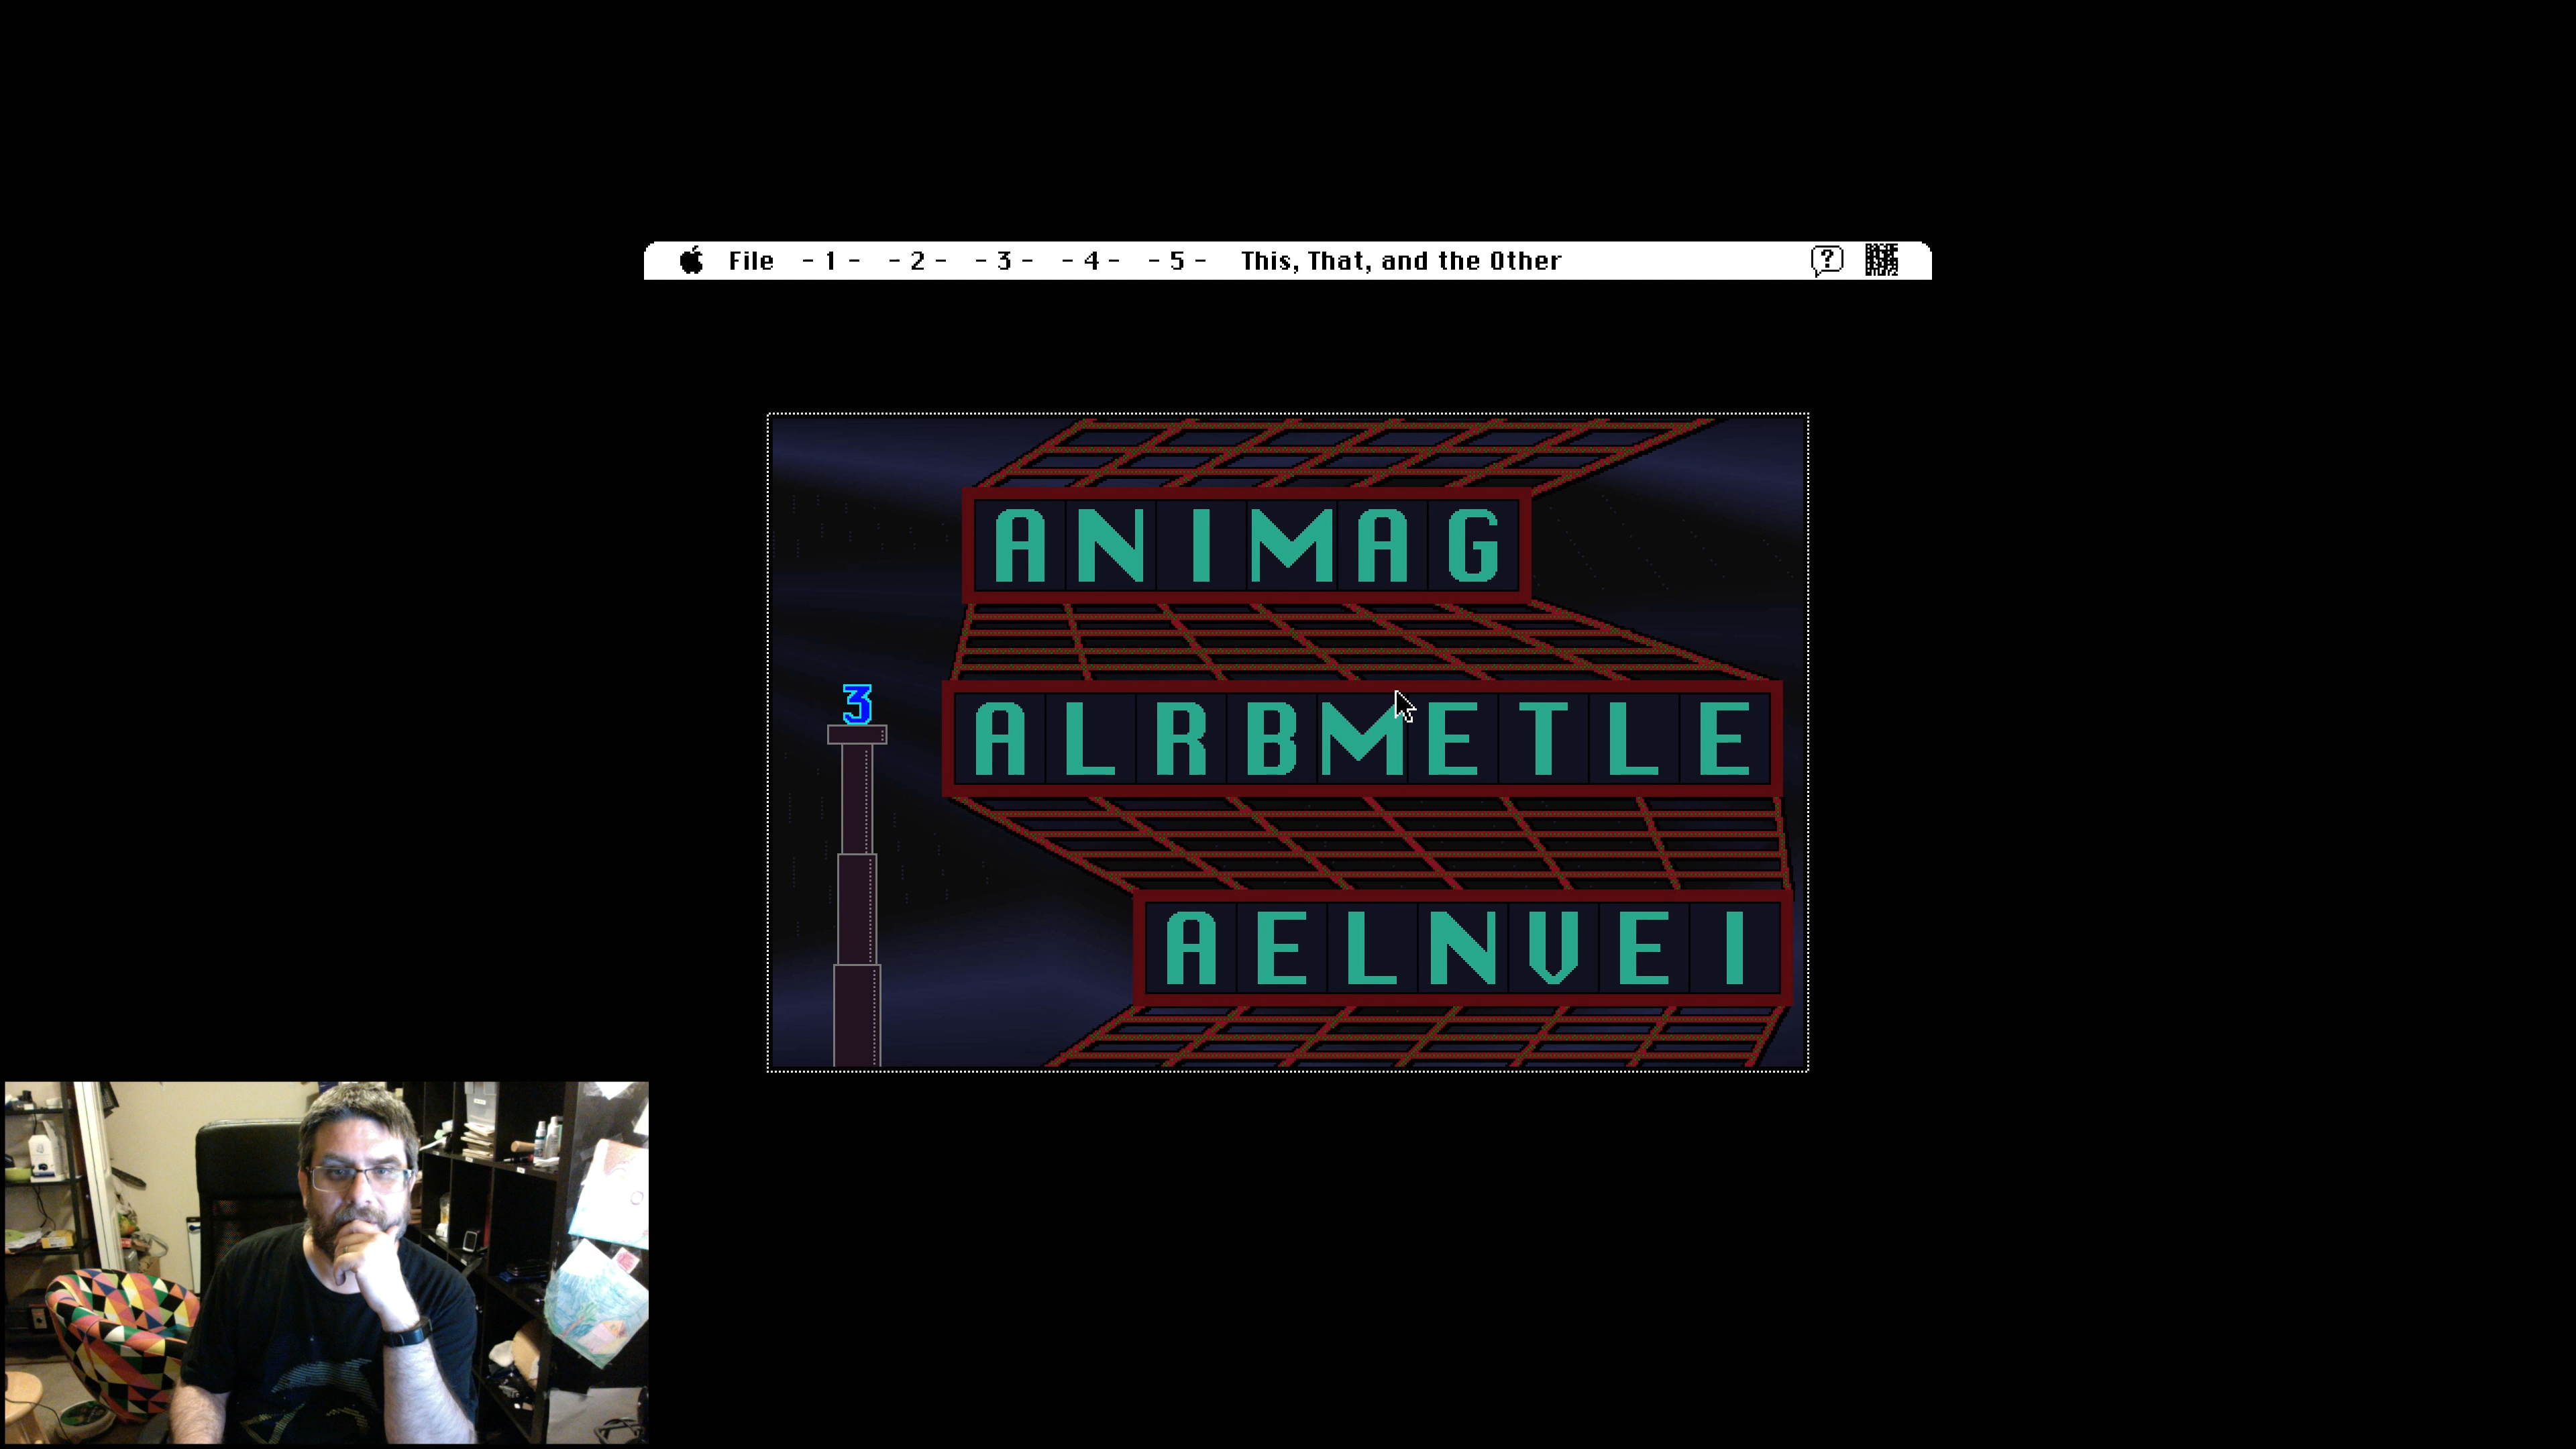 File -1- -2- -3- -4- -5- This, That, and the Other
ANIMAG
3
ALRBMETLE
AELNVEI